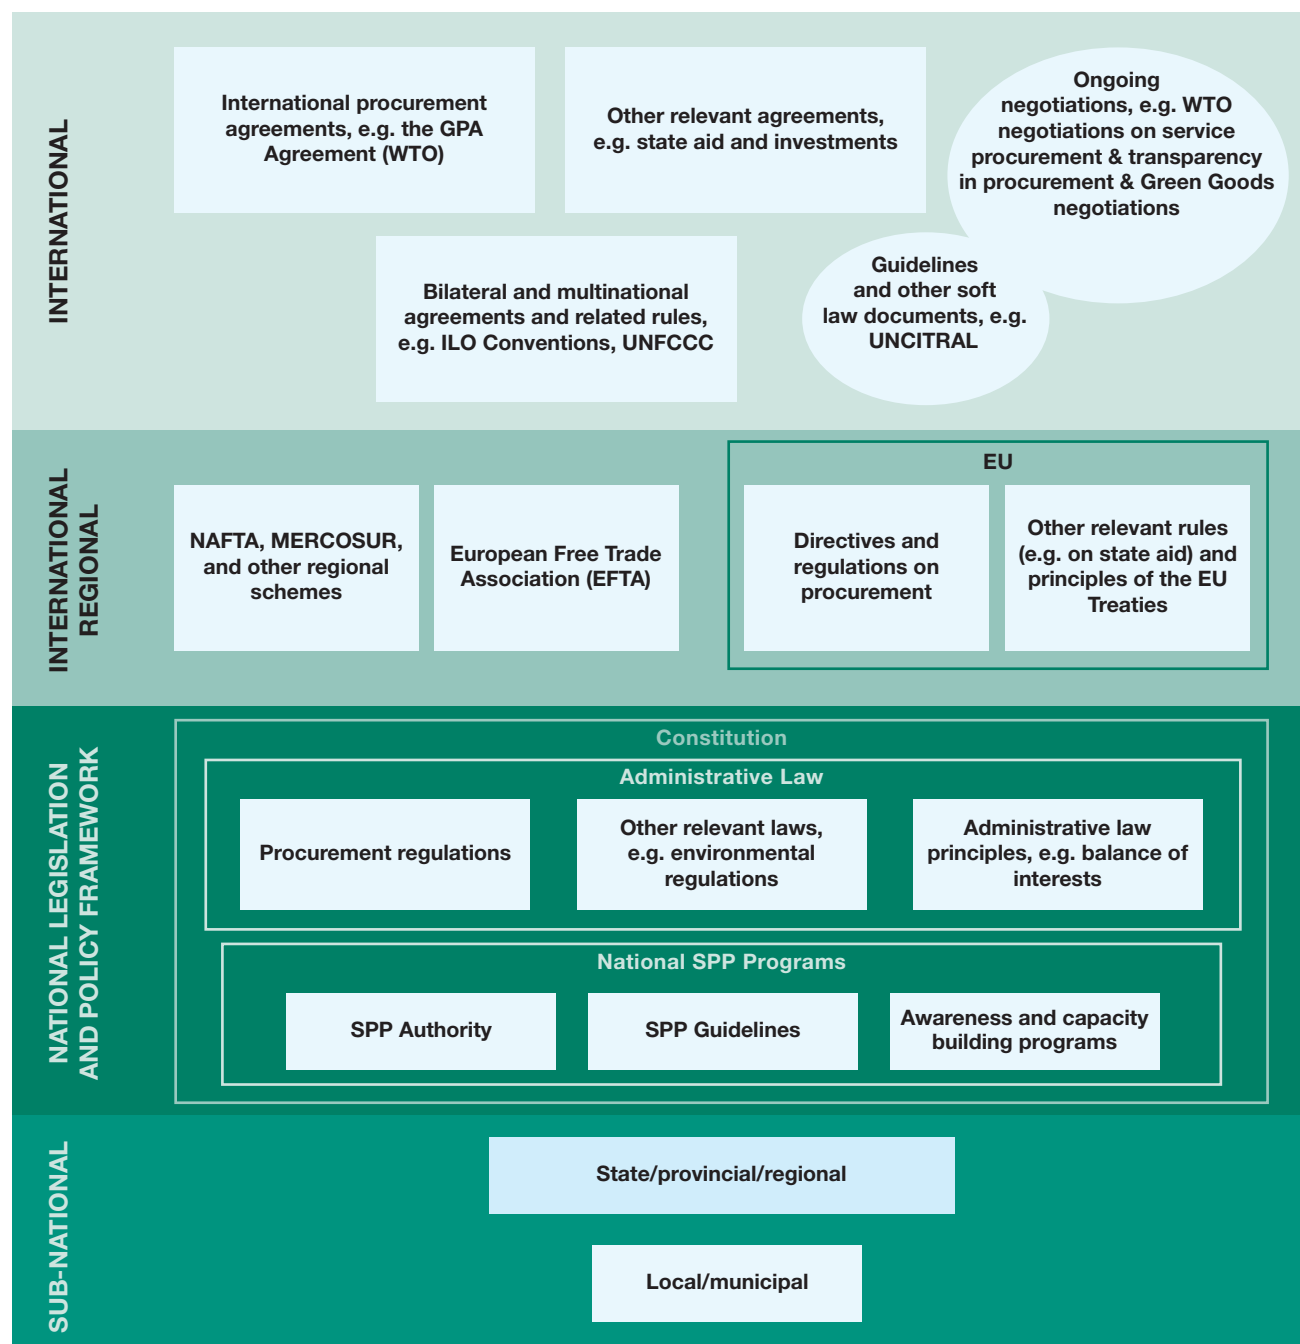 INTERNATIONAL
International procurement
agreements, e.g. the GPA
Agreement (WTO)
Other relevant agreements,
e.g. state aid and investments
Ongoing
negotiations, e.g. WTO
negotiations on service
procurement & transparency
in procurement & Green Goods
negotiations
Bilateral and multinational
agreements and related rules,
e.g. ILO Conventions, UNFCCC
Guidelines
and other soft
law documents, e.g.
UNCITRAL
INTERNATIONAL
REGIONAL
NAFTA, MERCOSUR,
and other regional
schemes
European Free Trade
Association (EFTA)
EU
Directives and
regulations on
procurement
Other relevant rules
(e.g. on state aid) and
principles of the EU
Treaties
NATIONAL LEGISLATION
AND POLICY FRAMEWORK
Constitution
Administrative Law
Procurement regulations
Other relevant laws,
e.g. environmental
regulations
Administrative law
principles, e.g. balance of
interests
National SPP Programs
SPP Authority
SPP Guidelines
Awareness and capacity
building programs
SUB-NATIONAL
State/provincial/regional
Local/municipal